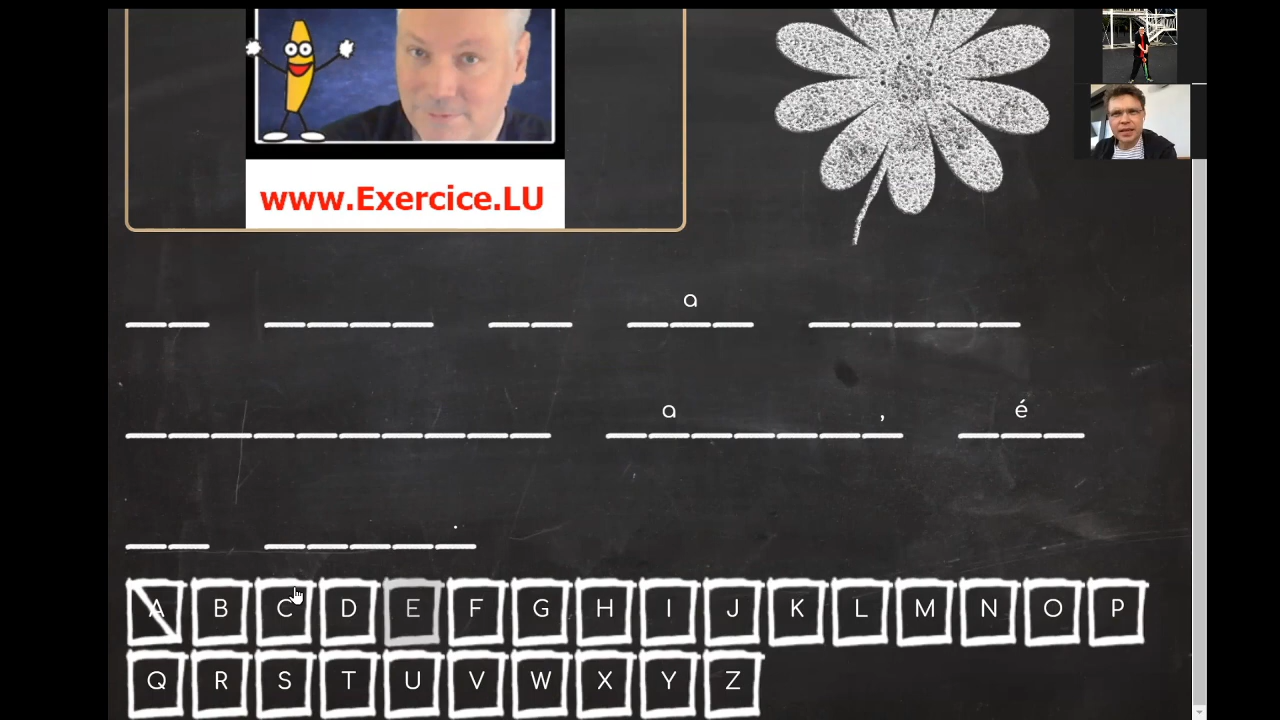 www.Exercice.LU
a
a , é
.
A B C D E F G H I J K L M N O P
Q R S T U V W X Y Z